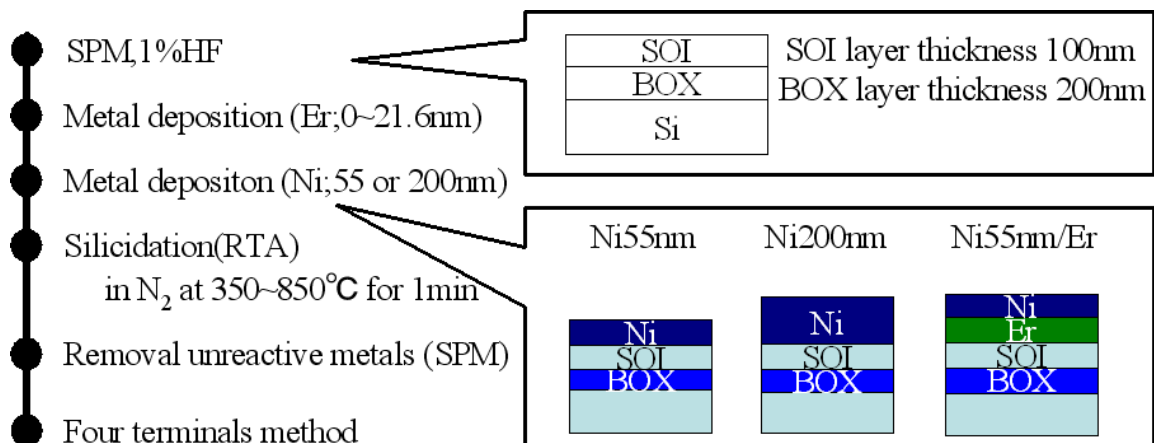 SPM,1%HF
Metal deposition (Er;0~21.6nm)
Metal depositon (Ni;55 or 200nm)
Silicidation(RTA)
in N2 at 350~850℃ for 1min
Removal unreactive metals (SPM)
Four terminals method
SOI
BOX
Si
SOI layer thickness 100nm
BOX layer thickness 200nm
Ni55nm
Ni
SOI
BOX
Ni200nm
Ni
SOI
BOX
Ni55nm/Er
Ni
Er
SOI
BOX